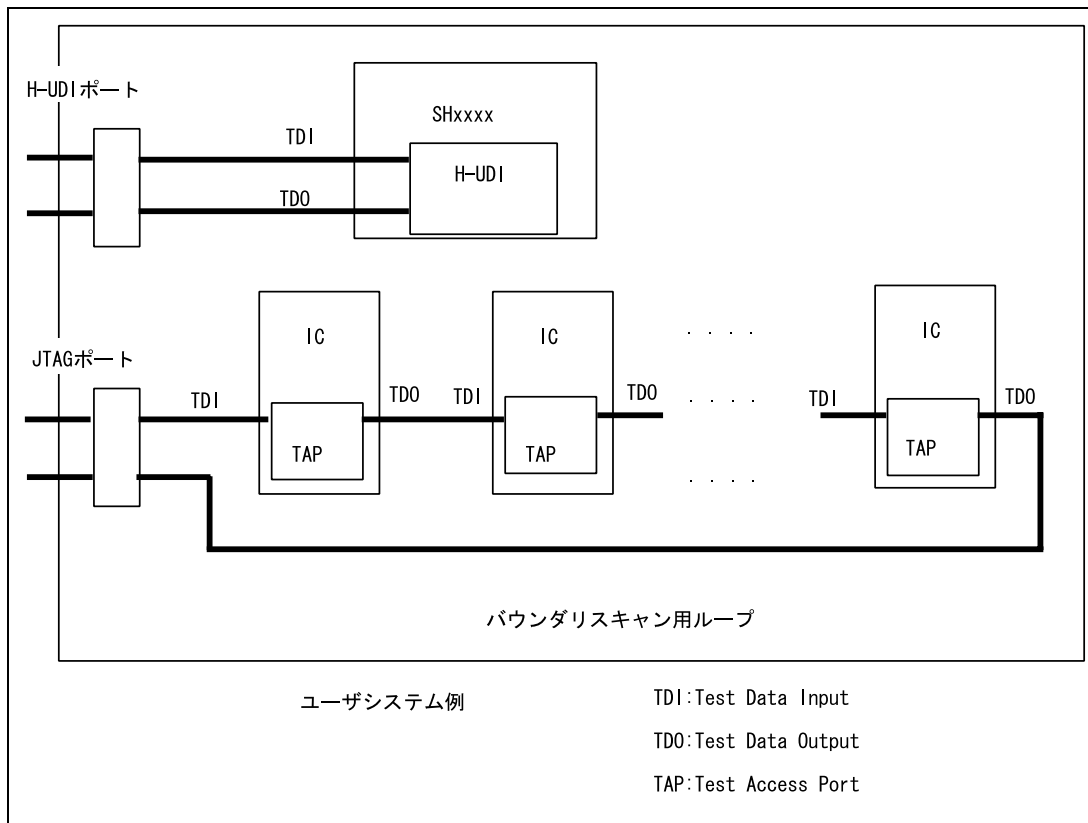 H-UDIポート
SHxxxx
TDI
H-UDI
TDO
IC
IC
IC
. . . .
JTAGポート
TDI
TDO
TDI
TDO
. . . .
TDI
TDO
TAP
TAP
TAP
. . . .
バウンダリスキャン用ループ
ユーザシステム例
TDI:Test Data Input
TDO:Test Data Output
TAP:Test Access Port